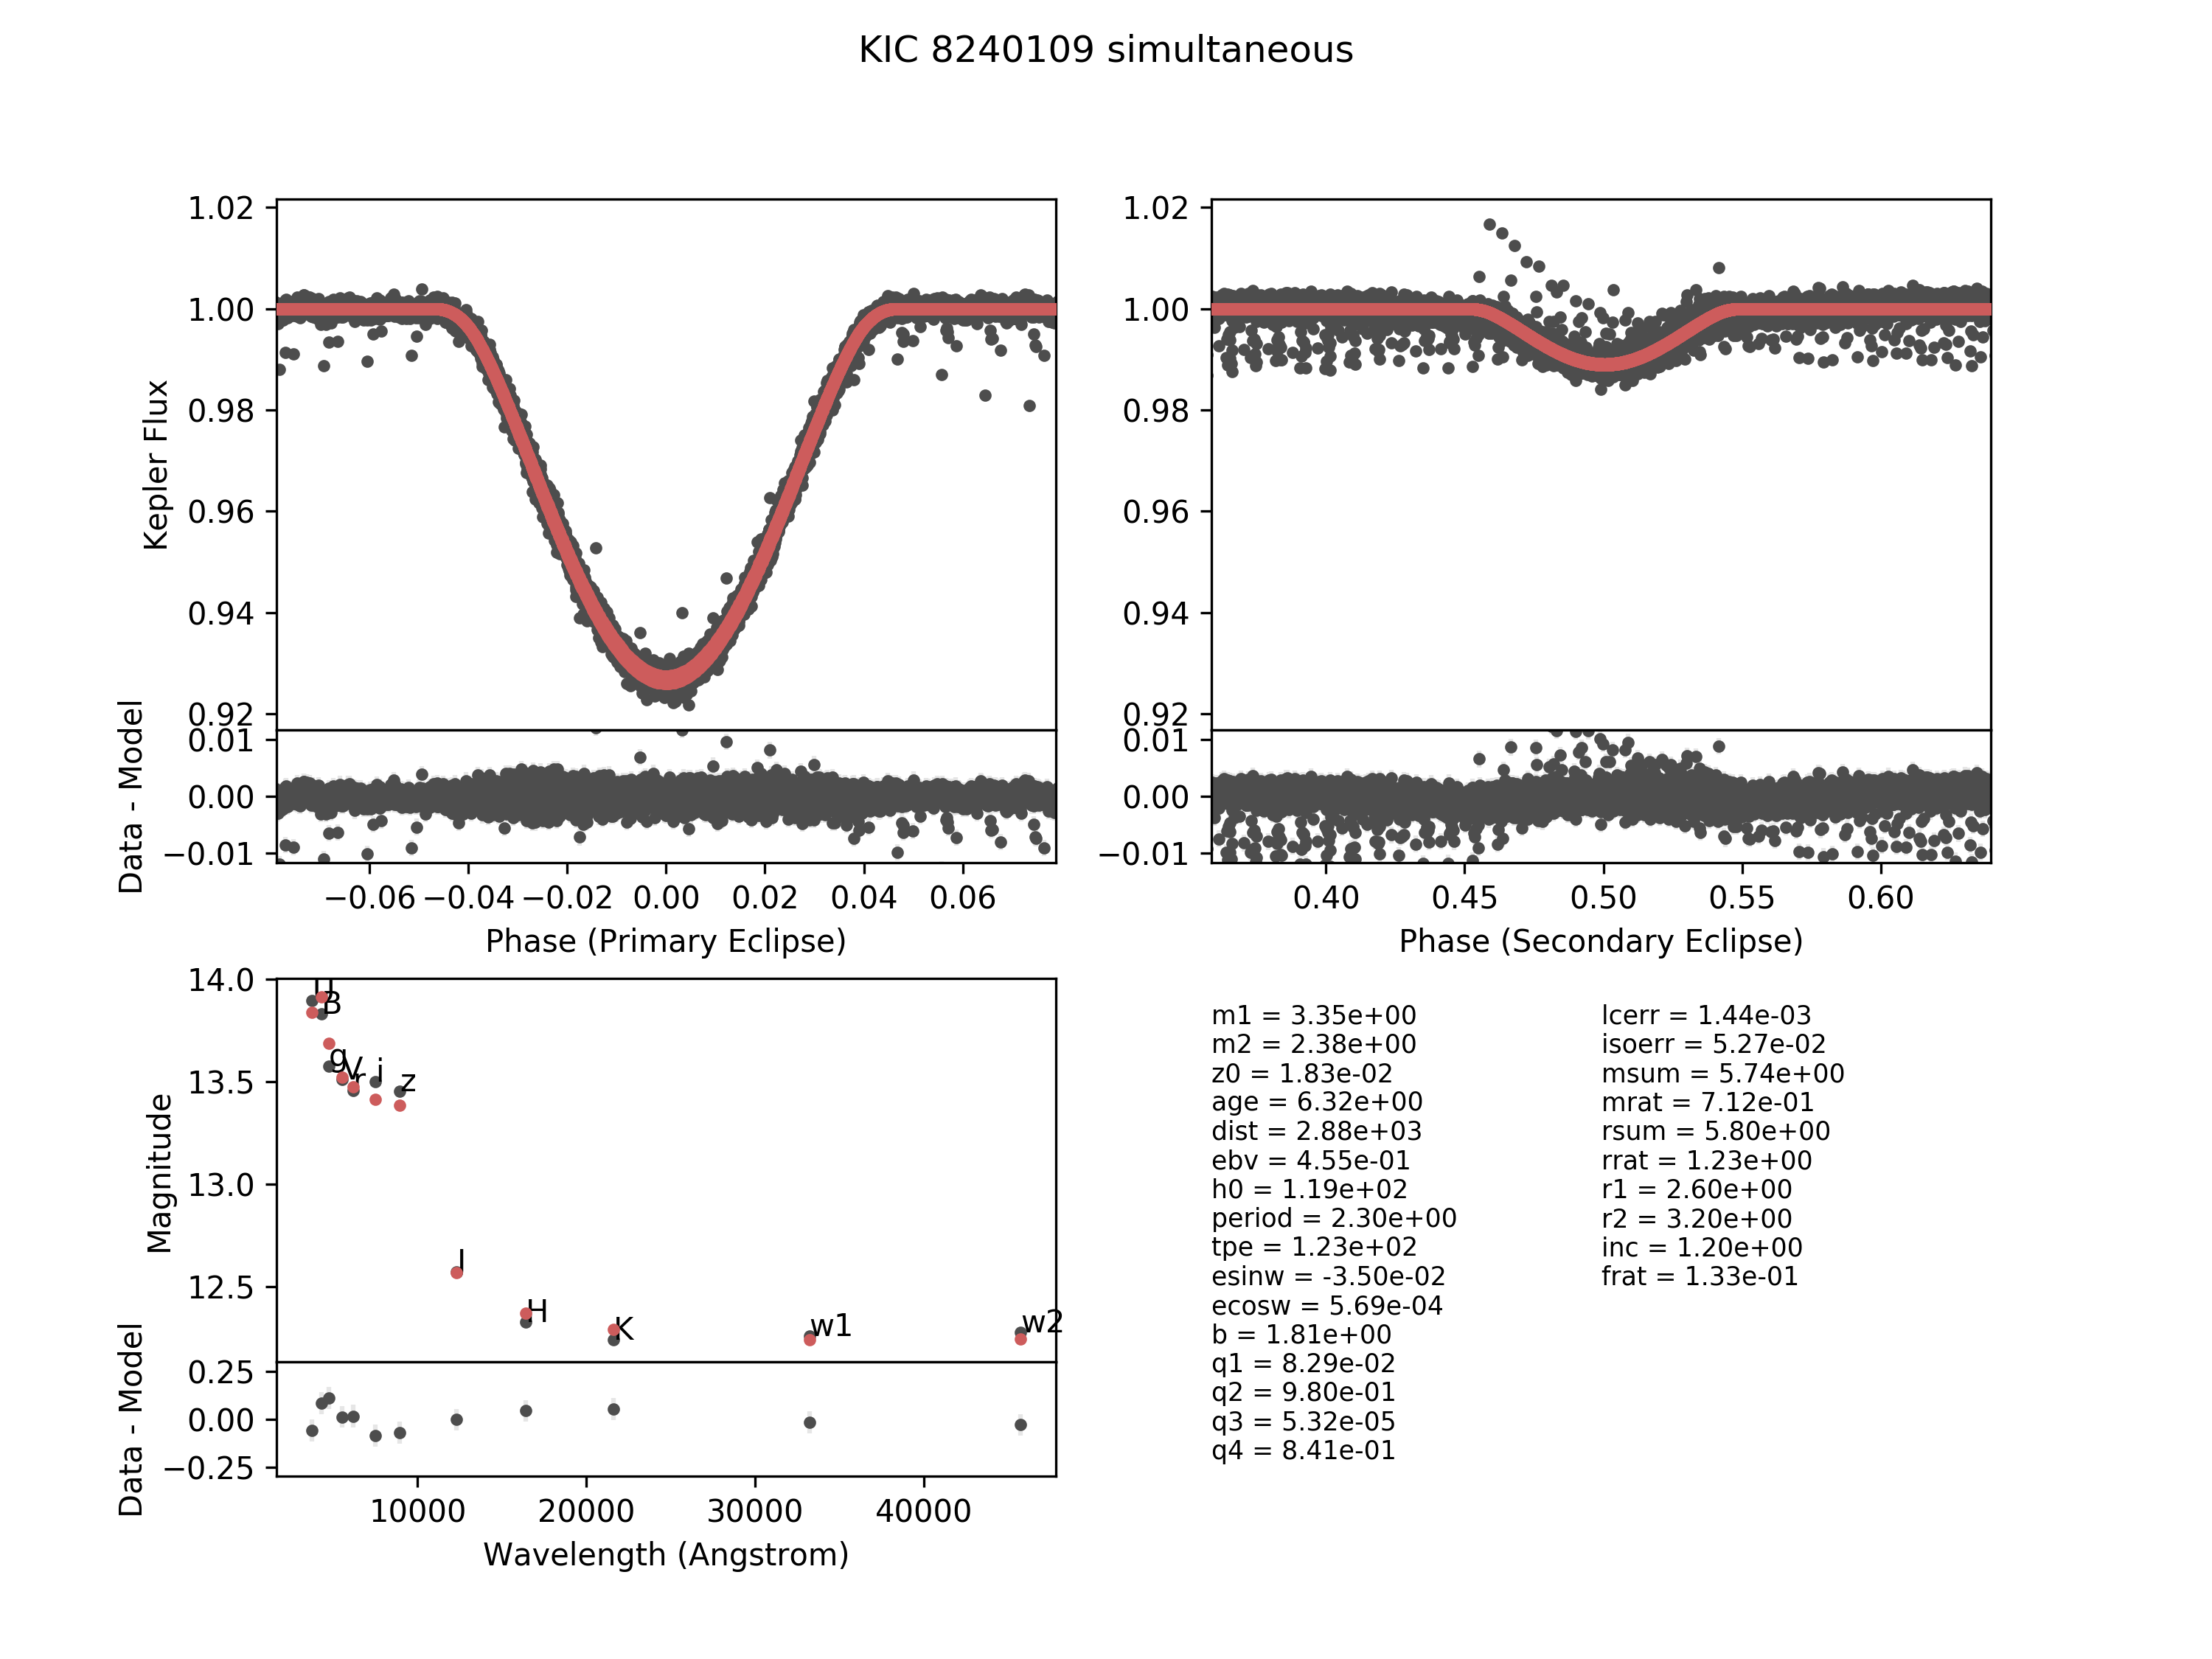 KIC 8240109 simultaneous
1.02
1.00
0.98
0.96
0.94
0.92
Kepler Flux
0.01
0.00
−0.01
Data - Model
−0.06 −0.04 −0.02 0.00 0.02 0.04 0.06
Phase (Primary Eclipse)
1.02
1.00
0.98
0.96
0.94
0.92
0.01
0.00
−0.01
0.40 0.45 0.50 0.55 0.60
Phase (Secondary Eclipse)
14.0
13.5
13.0
12.5
Magnitude
U
B
g
V
r
i
z
J
H
K
w1
w2
0.25
0.00
−0.25
Data - Model
10000 20000 30000 40000
Wavelength (Angstrom)
m1 = 3.35e+00
m2 = 2.38e+00
z0 = 1.83e-02
age = 6.32e+00
dist = 2.88e+03
ebv = 4.55e-01
h0 = 1.19e+02
period = 2.30e+00
tpe = 1.23e+02
esinw = -3.50e-02
ecosw = 5.69e-04
b = 1.81e+00
q1 = 8.29e-02
q2 = 9.80e-01
q3 = 5.32e-05
q4 = 8.41e-01
lcerr = 1.44e-03
isoerr = 5.27e-02
msum = 5.74e+00
mrat = 7.12e-01
rsum = 5.80e+00
rrat = 1.23e+00
r1 = 2.60e+00
r2 = 3.20e+00
inc = 1.20e+00
frat = 1.33e-01